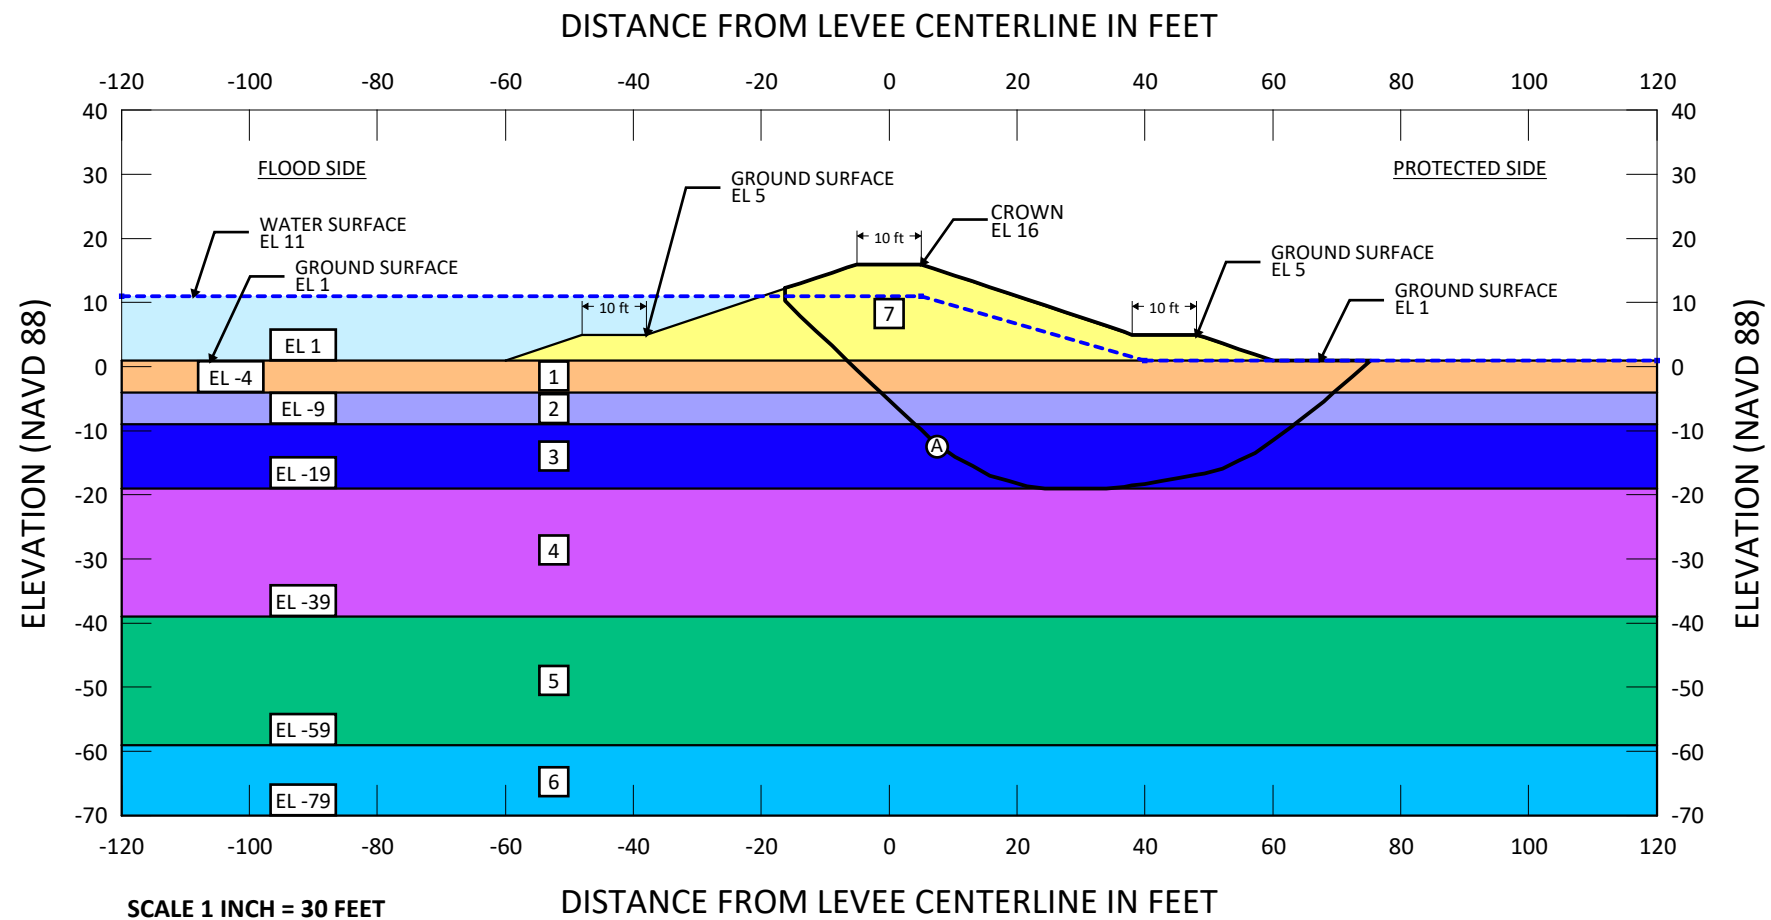 DISTANCE FROM LEVEE CENTERLINE IN FEET
-120 -100 -80 -60 -40 -20 0 20 40 60 80 100 120
40 40
FLOOD SIDE
PROTECTED SIDE
30 30
GROUND SURFACE
EL 5
CROWN
EL 16
WATER SURFACE
EL 11
20 20
10 ft
GROUND SURFACE
EL 5
GROUND SURFACE
EL 1
GROUND SURFACE
EL 1
10 10
10 ft
7
10 ft
EL 1
0 0
EL -4
1
EL -9
2
-10 -10
A
3
EL -19
-20 -20
4
-30 -30
EL -39
-40 -40
5
-50 -50
EL -59
-60 -60
6
EL -79
-70 -70
ELEVATION (NAVD 88)
ELEVATION (NAVD 88)
-120 -100 -80 -60 -40 -20 0 20 40 60 80 100 120
SCALE 1 INCH = 30 FEET
DISTANCE FROM LEVEE CENTERLINE IN FEET